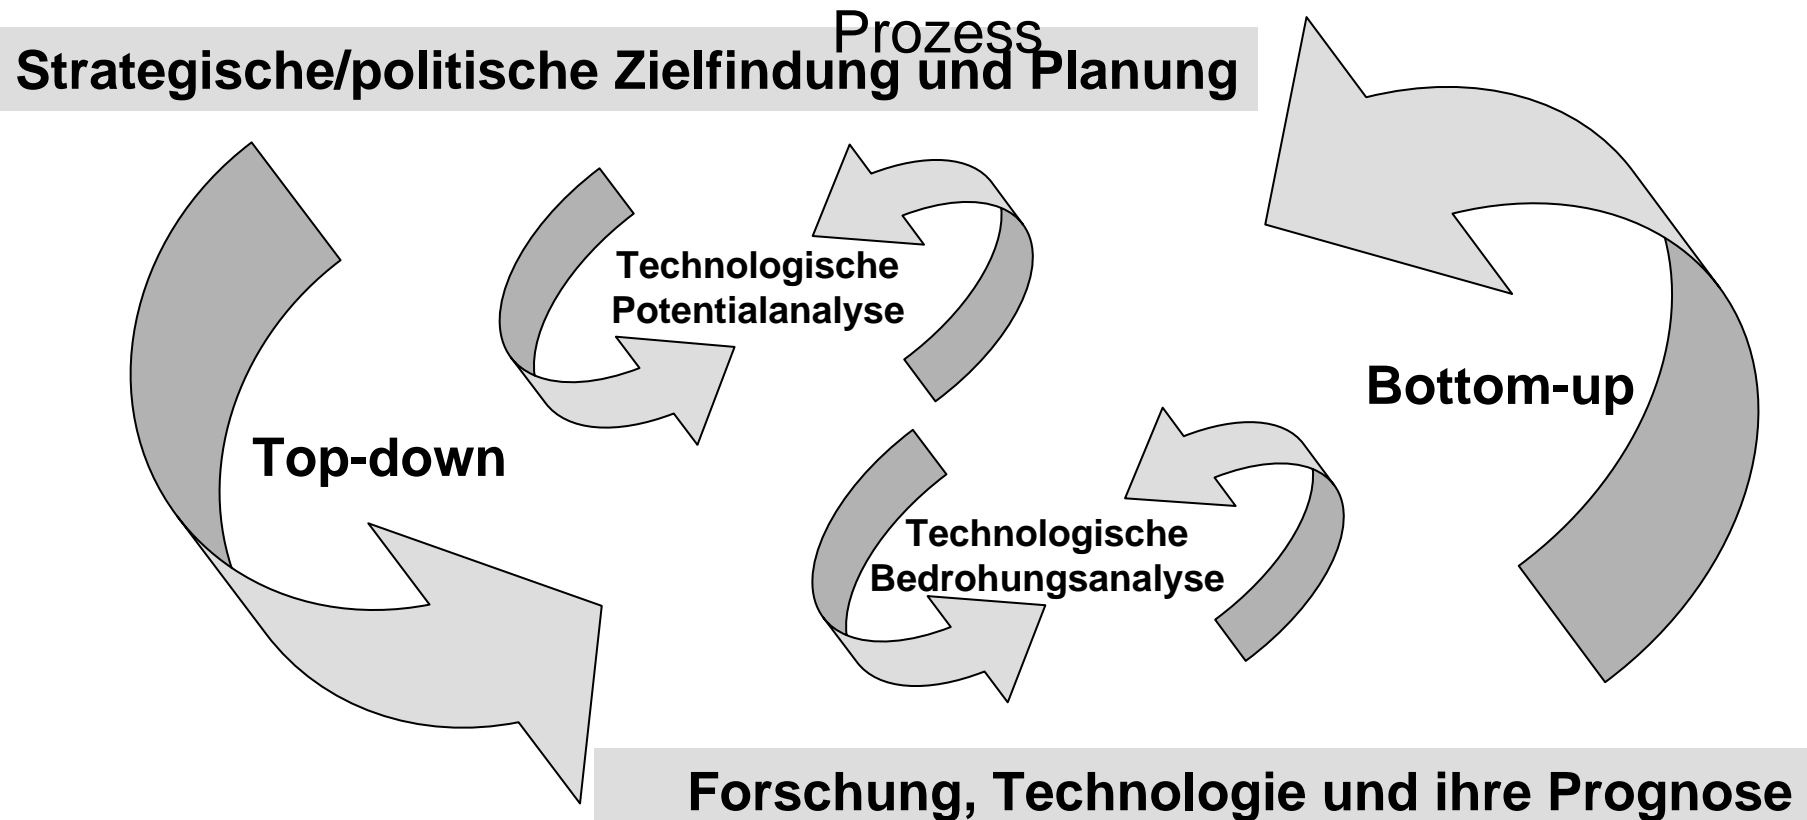 Prozess
Strategische/politische Zielfindung und Planung
Technologische
Potentialanalyse
Bottom-up
Top-down
Technologische
Bedrohungsanalyse
Forschung, Technologie und ihre Prognose